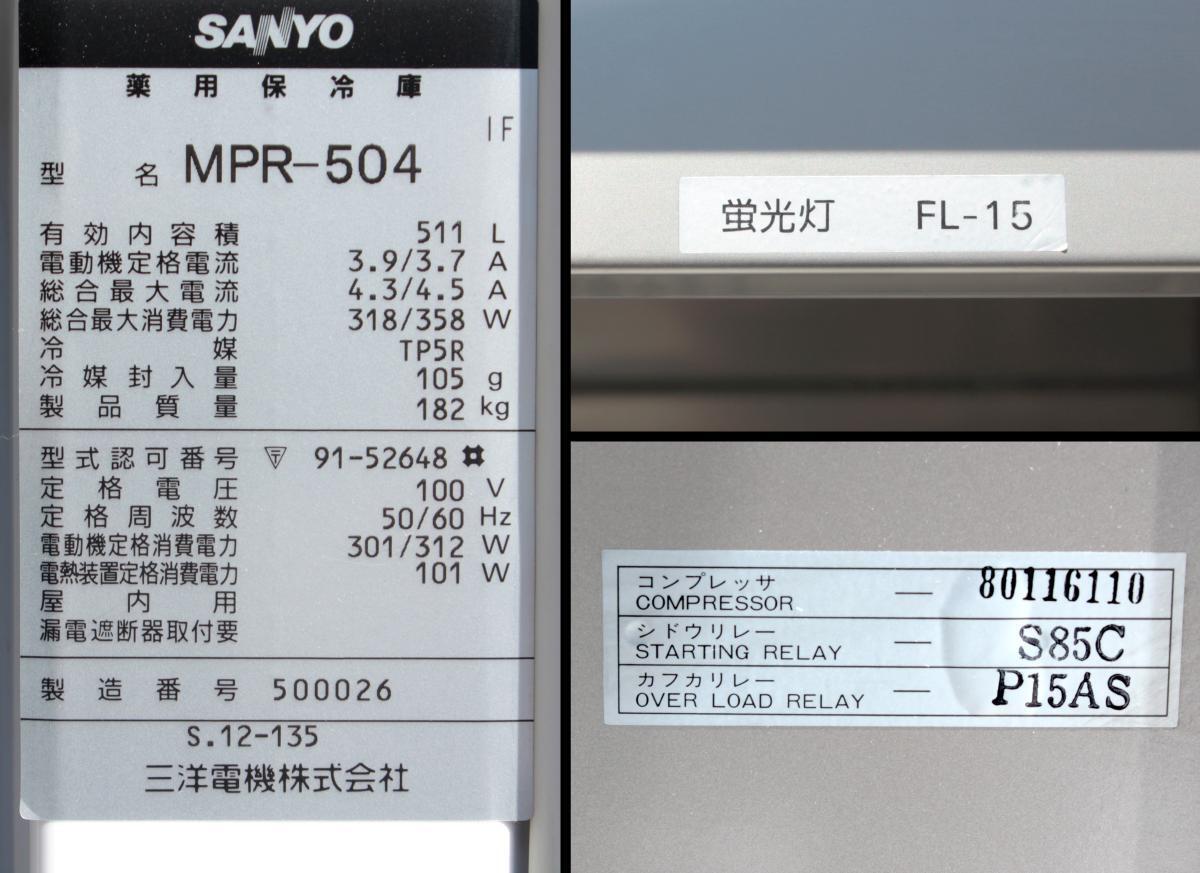 SANYO
薬用保冷庫
IF
型名 MPR-504
有効内容積 511 L
電動機定格電流 3.9/3.7 A
総合最大電流 4.3/4.5 A
総合最大消費電力 318/358 W
冷媒 TP5R
冷媒封入量 105 g
製品質量 182 kg
型式認可番号 91-52648
定格電圧 100 V
定格周波数 50/60 Hz
電動機定格消費電力 301/312 W
電熱装置定格消費電力 101 W
屋内用
漏電遮断器取付要
製造番号 500026
S.12-135
三洋電機株式会社
蛍光灯 FL-15
コンプレッサ
COMPRESSOR — 80116110
シドウリレー
STARTING RELAY — S85C
カフカリレー
OVER LOAD RELAY — P15AS